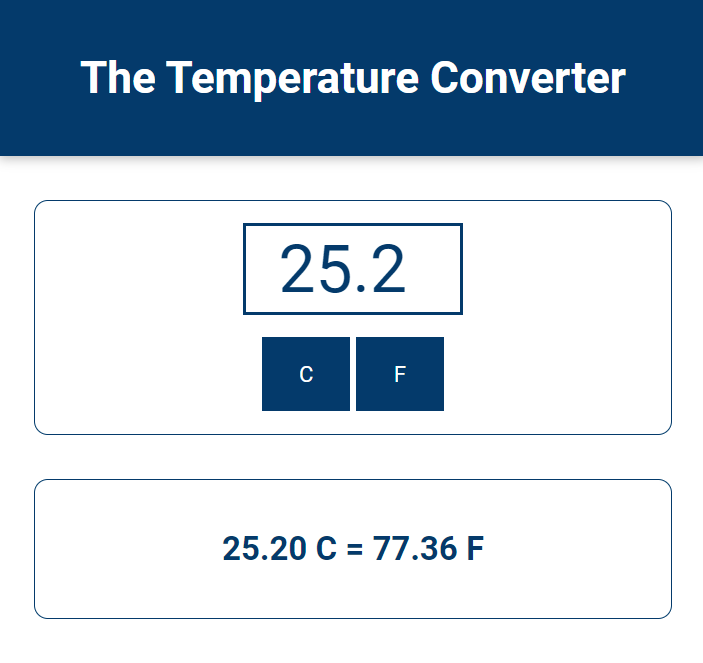 The Temperature Converter
25.2
C F
25.20 C = 77.36 F